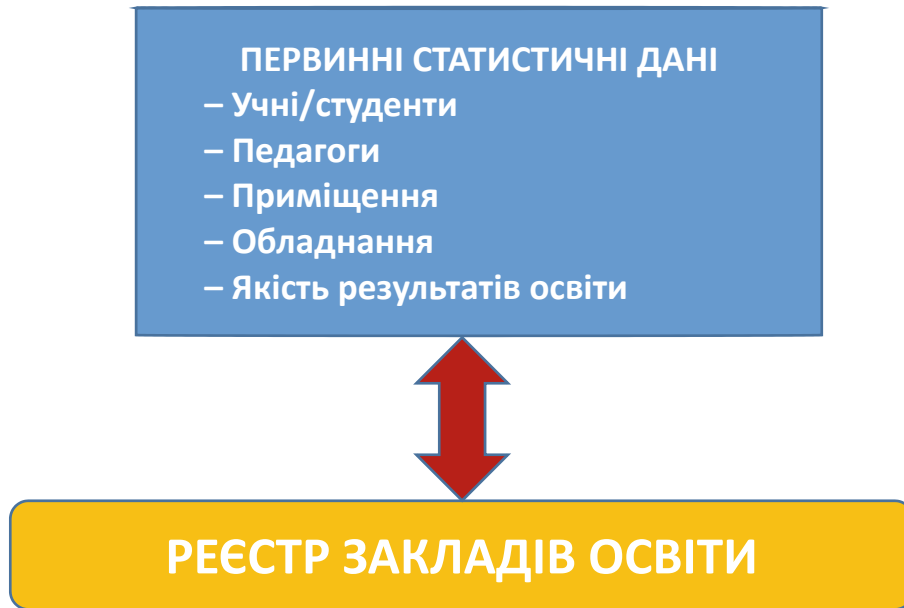 ПЕРВИННІ СТАТИСТИЧНІ ДАНІ
– Учні/студенти
– Педагоги
– Приміщення
– Обладнання
– Якість результатів освіти
РЕЄСТР ЗАКЛАДІВ ОСВІТИ